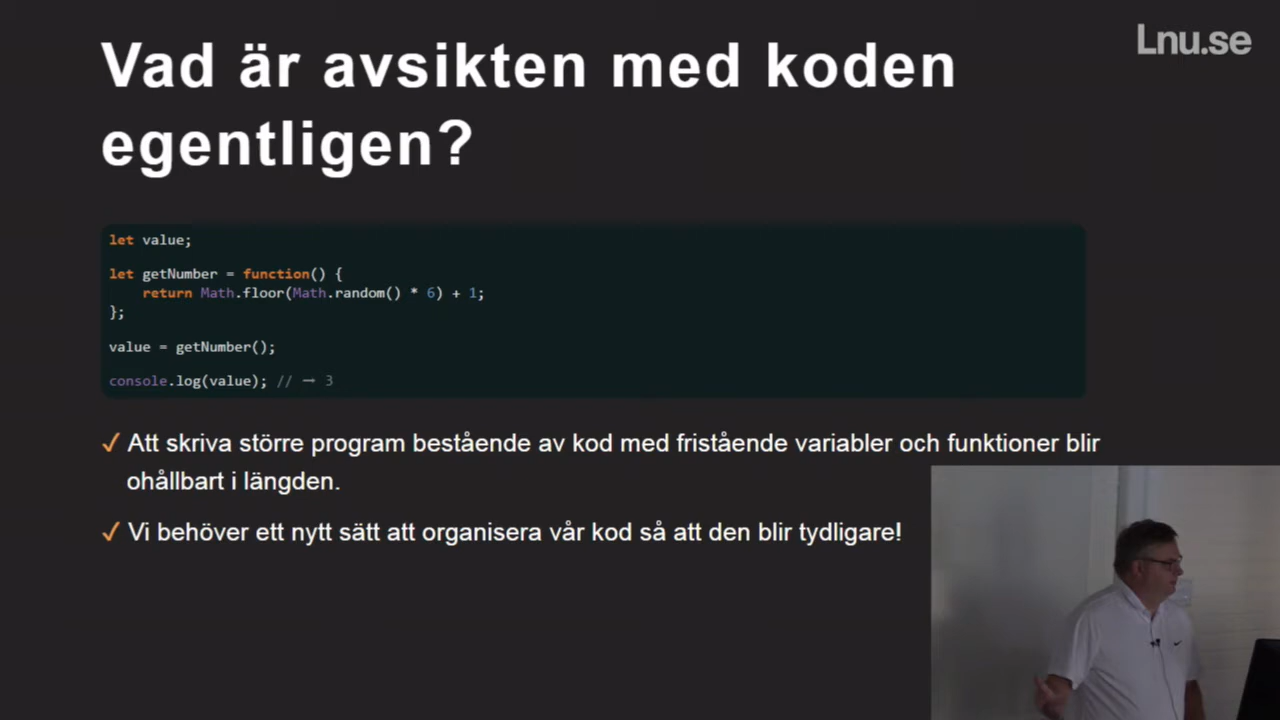 Lnu.se
Vad är avsikten med koden
egentligen?
let value;
let getNumber = function() {
return Math.floor(Math.random() * 6) + 1;
};
value = getNumber();
console.log(value); // → 3
✓ Att skriva större program bestående av kod med fristående variabler och funktioner blir
ohållbart i längden.
✓ Vi behöver ett nytt sätt att organisera vår kod så att den blir tydligare!